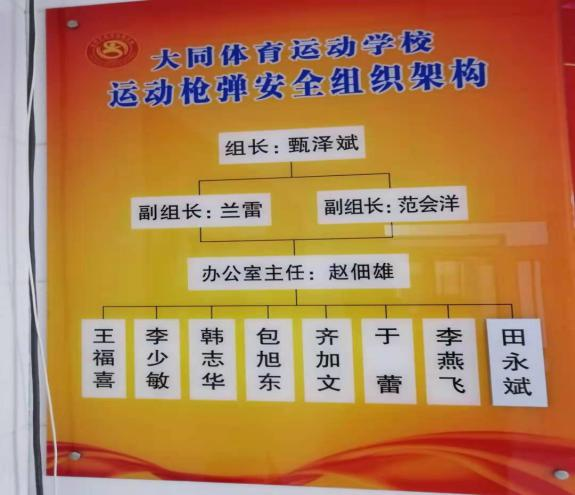 大同体育运动学校
运动枪弹安全组织架构
组长：甄泽斌
副组长：兰雷
副组长：范会洋
办公室主任：赵佃雄
王福喜
李少敏
韩志华
包旭东
齐加文
于蕾
李燕飞
田永斌